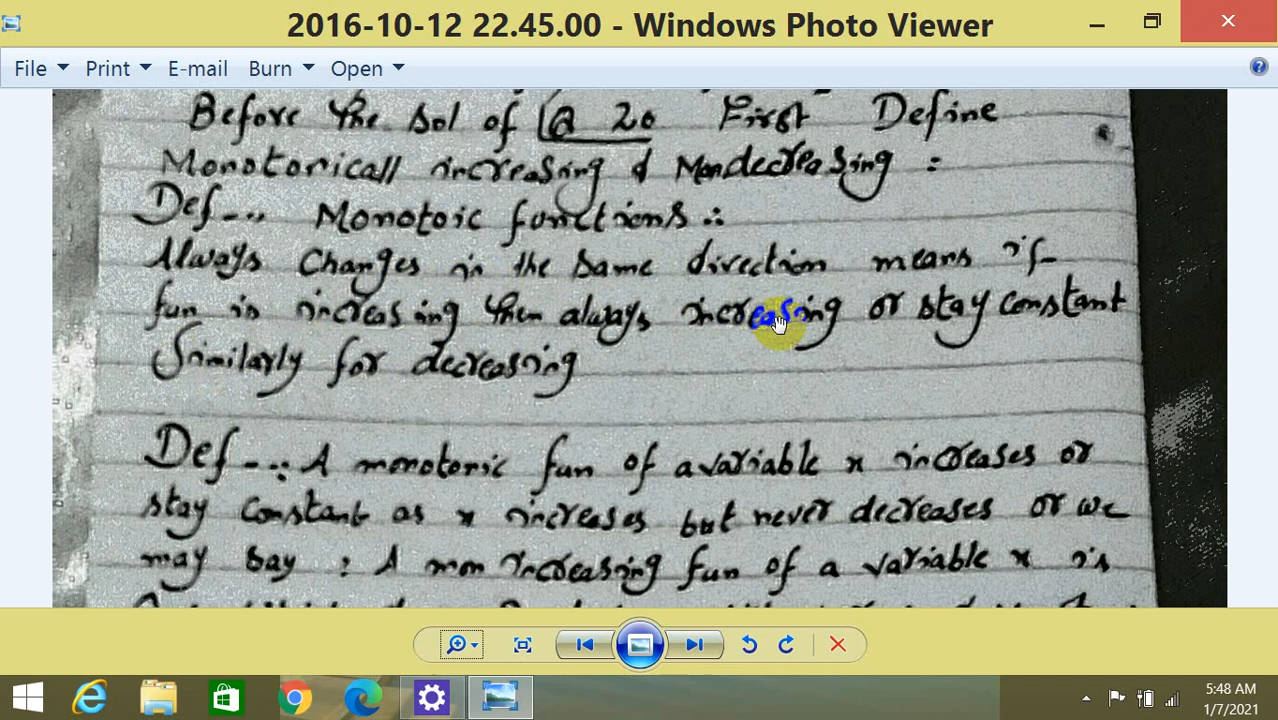 2016-10-12 22.45.00 - Windows Photo Viewer
File Print E-mail Burn Open
Before the Sol of Q 20 First Define
Monotonicall increasing & Mondecreasing :
Def-.. Monotoic functions :
Always changes in the same direction means if
fun is increasing then always increasing or stay constant
Similarly for decreasing
Def-.. A monotonic fun of a variable x increases or
stay constant as x increases but never decreases or we
may say : A mon increasing fun of a variable x is
5:48 AM
1/7/2021